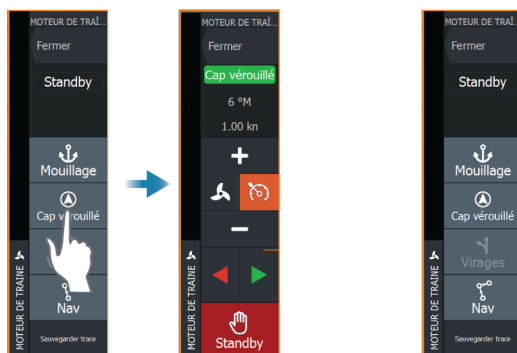 MOTEUR DE TRAÎ...
Fermer
Standby
Mouillage
Cap verouillé
Nav
Sauvegarder trace
MOTEUR DE TRAINE
MOTEUR DE TRAÎ...
Fermer
Cap vérouillé
6 °M
1.00 kn
Standby
MOTEUR DE TRAINE
MOTEUR DE TRAÎ...
Fermer
Standby
Mouillage
Cap vérouillé
Virages
Nav
Sauvegarder trace
MOTEUR DE TRAINE